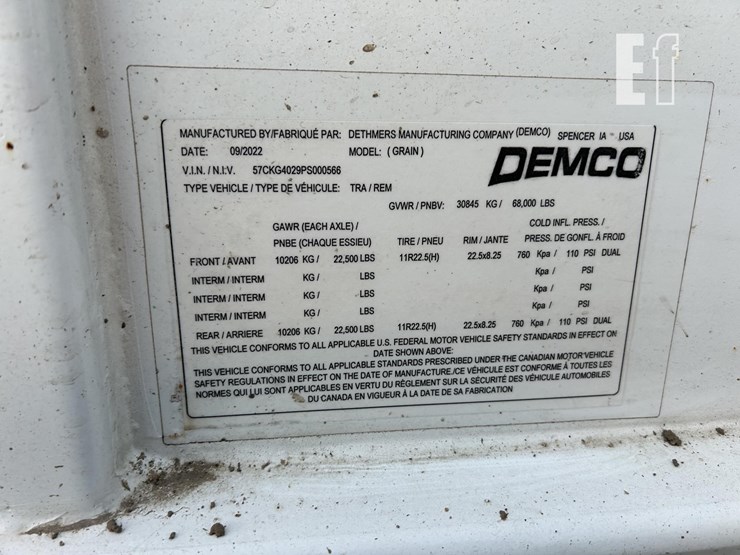 Ef
MANUFACTURED BY/FABRIQUÉ PAR: DETHMERS MANUFACTURING COMPANY (DEMCO) SPENCER IA USA
DATE: 09/2022 MODEL: (GRAIN)
DEMCO
V.I.N. / N.I.V. 57CKG4029PS000566
TYPE VEHICLE / TYPE DE VÉHICULE: TRA / REM
GVWR / PNBV: 30845 KG / 68,000 LBS
GAWR (EACH AXLE) / COLD INFL. PRESS. /
PNBE (CHAQUE ESSIEU) TIRE / PNEU RIM / JANTE PRESS. DE GONFL. À FROID
FRONT / AVANT 10206 KG / 22,500 LBS 11R22.5(H) 22.5x8.25 760 Kpa / 110 PSI DUAL
INTERM / INTERM KG / LBS Kpa / PSI
INTERM / INTERM KG / LBS Kpa / PSI
INTERM / INTERM KG / LBS Kpa / PSI
REAR / ARRIERE 10206 KG / 22,500 LBS 11R22.5(H) 22.5x8.25 760 Kpa / 110 PSI DUAL
THIS VEHICLE CONFORMS TO ALL APPLICABLE U.S. FEDERAL MOTOR VEHICLE SAFETY STANDARDS IN EFFECT ON
DATE SHOWN ABOVE:
THIS VEHICLE CONFORMS TO ALL APPLICABLE STANDARDS PRESCRIBED UNDER THE CANADIAN MOTOR VEHICLE
SAFETY REGULATIONS IN EFFECT ON THE DATE OF MANUFACTURE./CE VÉHICULE EST CONFORME À TOUTES LES
NORMES QUI LUI SONT APPLICABLES EN VERTU DU RÈGLEMENT SUR LA SÉCURITÉ DES VÉHICULE AUTOMOBILES
DU CANADA EN VIGUEUR À LA DATE DE SA FABRICATION